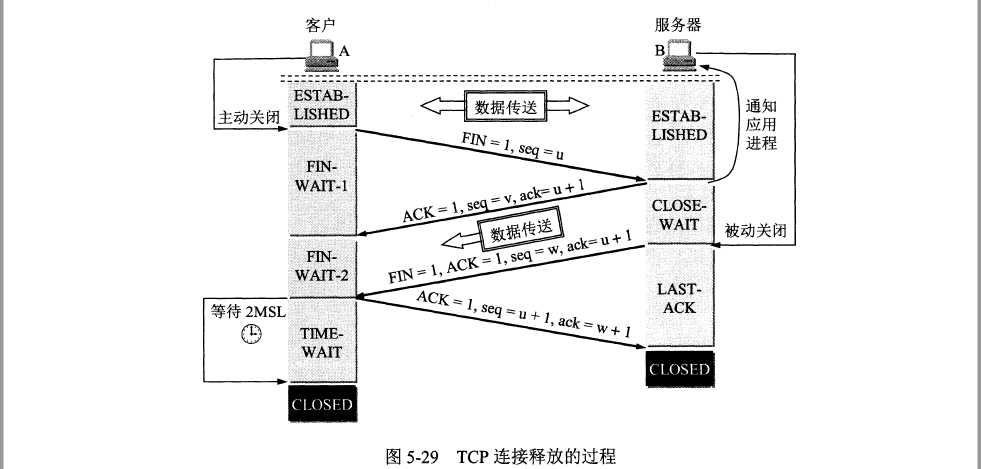 客户
服务器
A
B
ESTAB-
LISHED
数据传送
通知
应用
进程
主动关闭
FIN = 1, seq = u
ESTAB-
LISHED
FIN-
WAIT-1
ACK = 1, seq = v, ack= u + 1
CLOSE-
WAIT
数据传送
被动关闭
FIN-
WAIT-2
FIN = 1, ACK = 1, seq = w, ack= u + 1
等待 2MSL
ACK = 1, seq = u + 1, ack = w + 1
LAST-
ACK
TIME-
WAIT
CLOSED
CLOSED
图 5-29 TCP 连接释放的过程